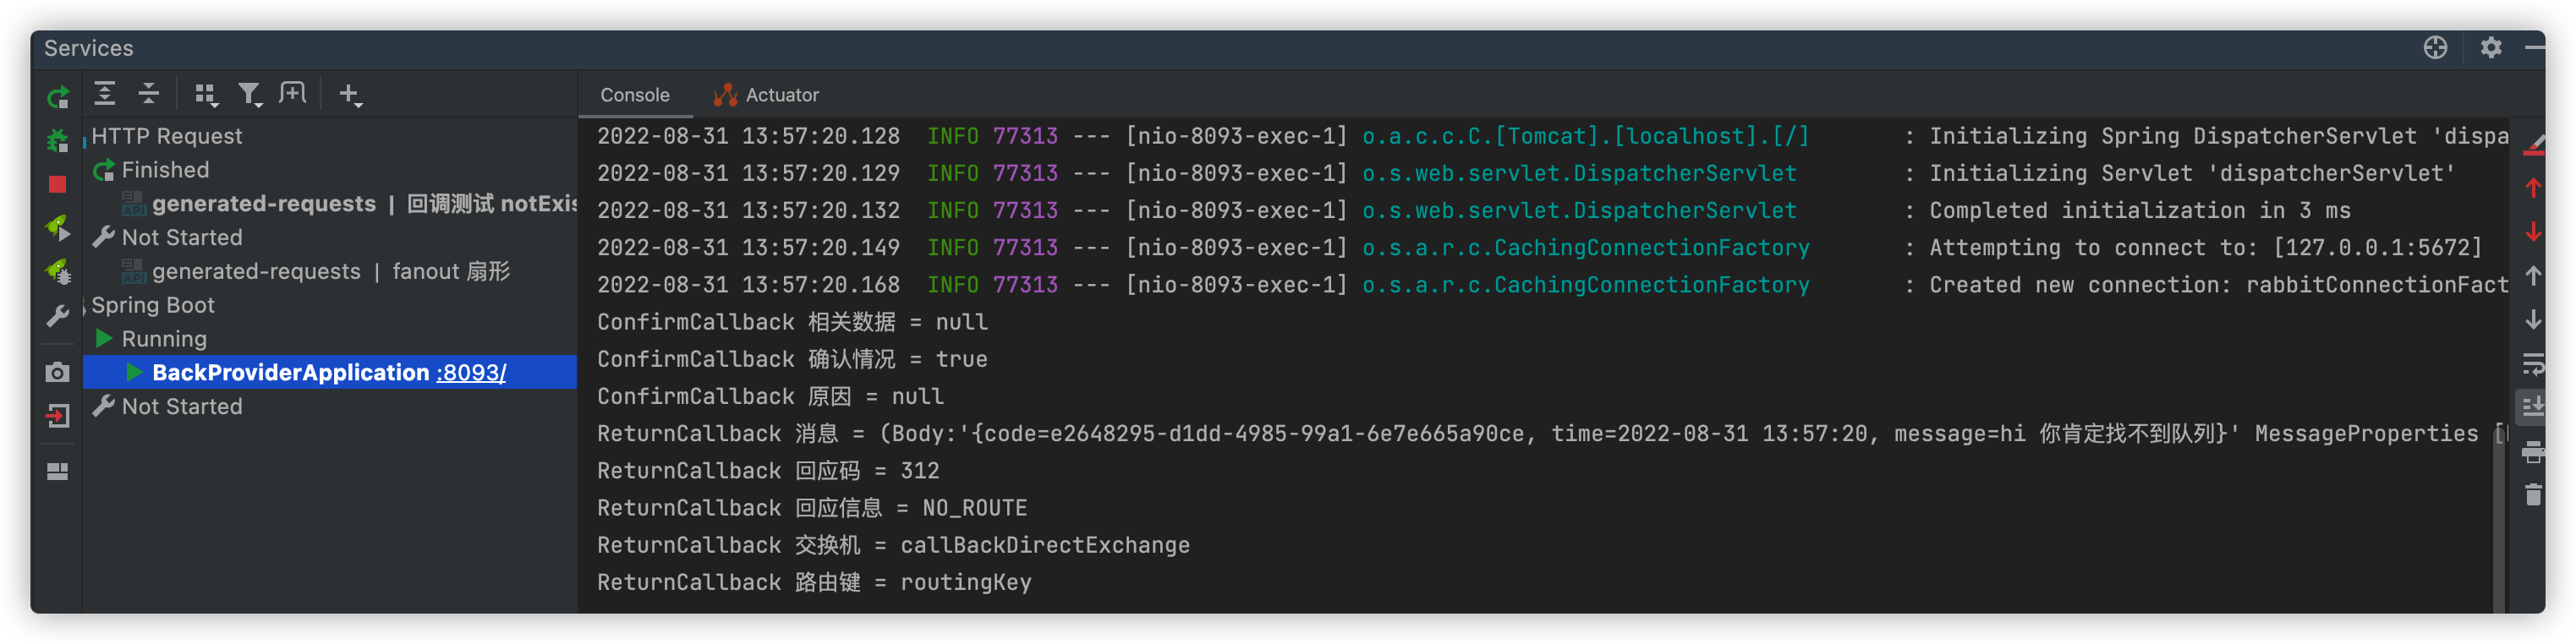 Services
Console
Actuator
HTTP Request
Finished
generated-requests | 回调测试 notExis
Not Started
generated-requests | fanout 扇形
Spring Boot
Running
BackProviderApplication :8093/
Not Started
2022-08-31 13:57:20.128  INFO 77313 --- [nio-8093-exec-1] o.a.c.c.C.[Tomcat].[localhost].[/]       : Initializing Spring DispatcherServlet 'dispa
2022-08-31 13:57:20.129  INFO 77313 --- [nio-8093-exec-1] o.s.web.servlet.DispatcherServlet        : Initializing Servlet 'dispatcherServlet'
2022-08-31 13:57:20.132  INFO 77313 --- [nio-8093-exec-1] o.s.web.servlet.DispatcherServlet        : Completed initialization in 3 ms
2022-08-31 13:57:20.149  INFO 77313 --- [nio-8093-exec-1] o.s.a.r.c.CachingConnectionFactory       : Attempting to connect to: [127.0.0.1:5672]
2022-08-31 13:57:20.168  INFO 77313 --- [nio-8093-exec-1] o.s.a.r.c.CachingConnectionFactory       : Created new connection: rabbitConnectionFact
ConfirmCallback 相关数据 = null
ConfirmCallback 确认情况 = true
ConfirmCallback 原因 = null
ReturnCallback 消息 = (Body:'{code=e2648295-d1dd-4985-99a1-6e7e665a90ce, time=2022-08-31 13:57:20, message=hi 你肯定找不到队列}' MessageProperties [
ReturnCallback 回应码 = 312
ReturnCallback 回应信息 = NO_ROUTE
ReturnCallback 交换机 = callBackDirectExchange
ReturnCallback 路由键 = routingKey